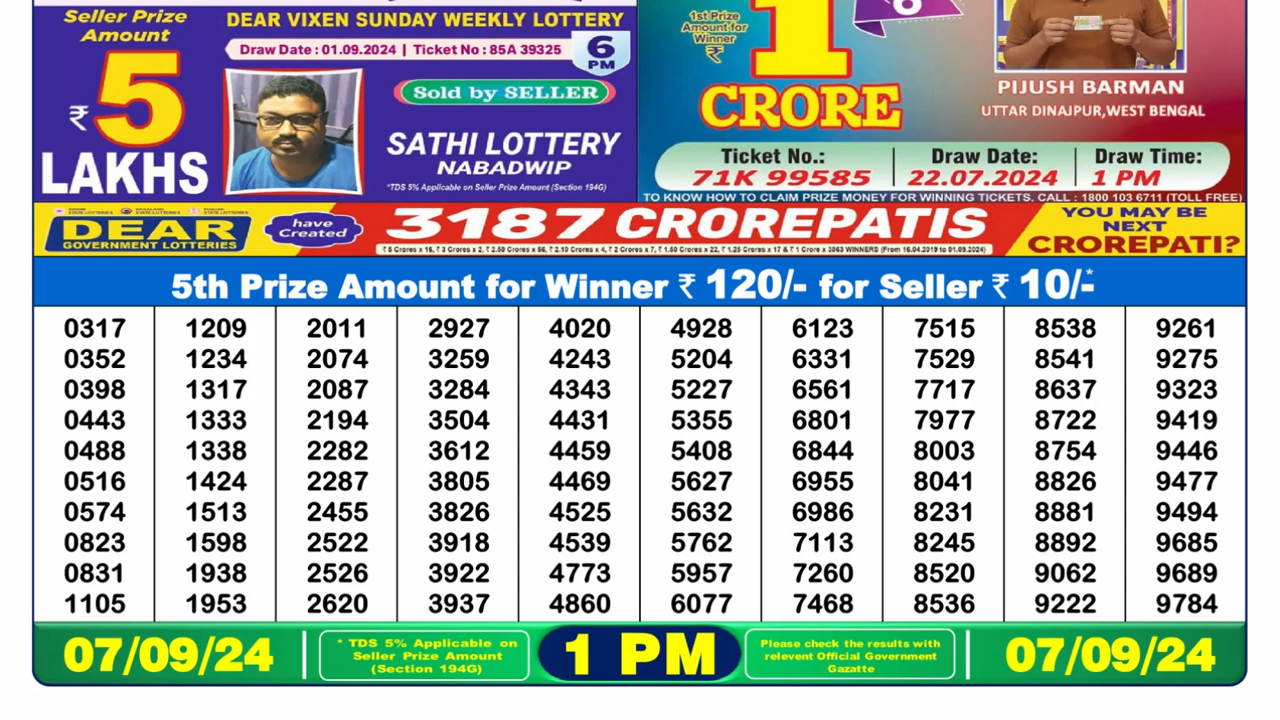 Seller Prize
Amount
₹ 5
LAKHS
DEAR VIXEN SUNDAY WEEKLY LOTTERY
Draw Date : 01.09.2024 | Ticket No : 85A 39325
6
PM
Sold by SELLER
SATHI LOTTERY
NABADWIP
*TDS 5% Applicable on Seller Prize Amount (Section 194G)
1st Prize
Amount for
Winner
₹
1
CRORE
PIJUSH BARMAN
UTTAR DINAJPUR,WEST BENGAL
Ticket No.: Draw Date: Draw Time:
71K 99585 22.07.2024 1 PM
TO KNOW HOW TO CLAIM PRIZE MONEY FOR WINNING TICKETS, CALL : 1800 103 6711 (TOLL FREE)
DEAR
GOVERNMENT LOTTERIES
have
Created
3187 CROREPATIS
YOU MAY BE
NEXT
CROREPATI?
5th Prize Amount for Winner ₹ 120/- for Seller ₹ 10/-*
0317 1209 2011 2927 4020 4928 6123 7515 8538 9261
0352 1234 2074 3259 4243 5204 6331 7529 8541 9275
0398 1317 2087 3284 4343 5227 6561 7717 8637 9323
0443 1333 2194 3504 4431 5355 6801 7977 8722 9419
0488 1338 2282 3612 4459 5408 6844 8003 8754 9446
0516 1424 2287 3805 4469 5627 6955 8041 8826 9477
0574 1513 2455 3826 4525 5632 6986 8231 8881 9494
0823 1598 2522 3918 4539 5762 7113 8245 8892 9685
0831 1938 2526 3922 4773 5957 7260 8520 9062 9689
1105 1953 2620 3937 4860 6077 7468 8536 9222 9784
07/09/24
* TDS 5% Applicable on
Seller Prize Amount
(Section 194G)
1 PM
Please check the results with
relevent Official Government
Gazatte
07/09/24